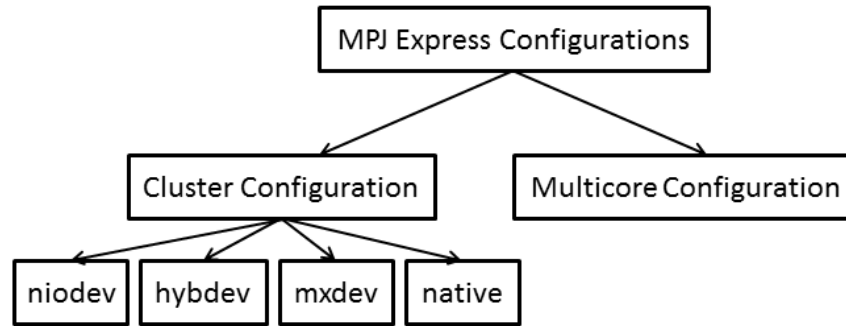 MPJ Express Configurations
Cluster Configuration
Multicore Configuration
niodev
hybdev
mxdev
native